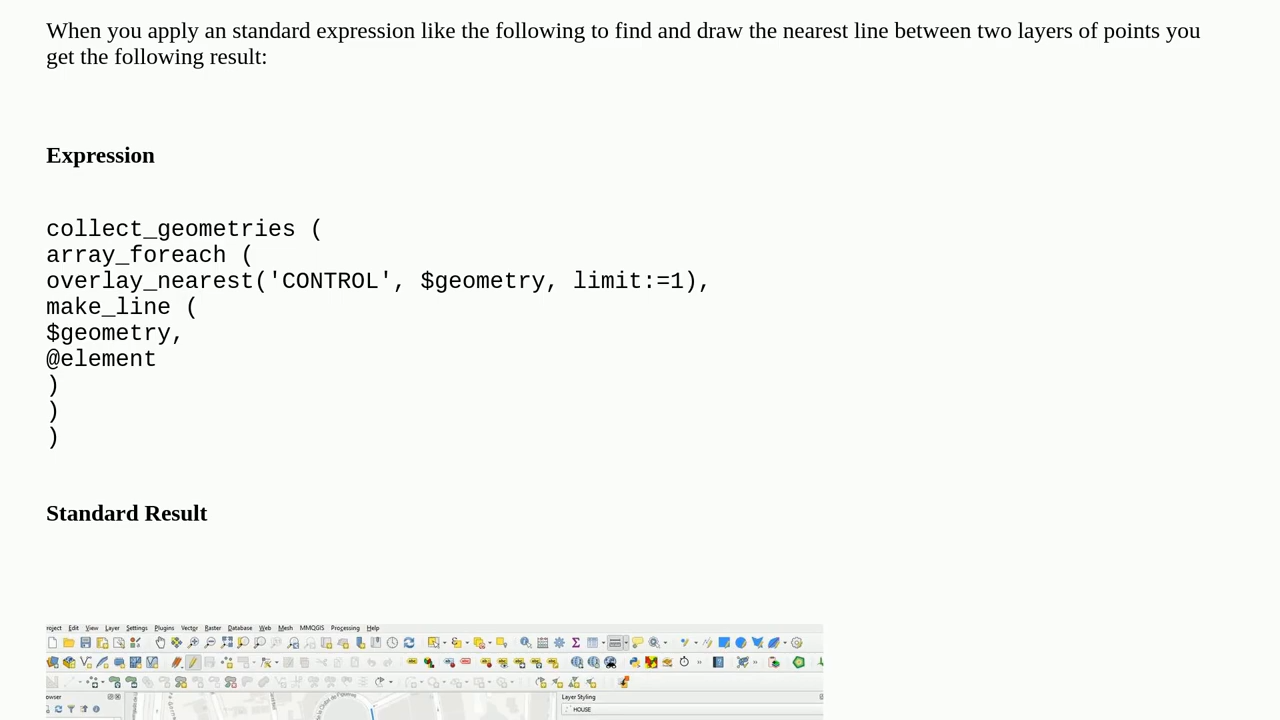 When you apply an standard expression like the following to find and draw the nearest line between two layers of points you
get the following result:
Expression
collect_geometries (
array_foreach (
overlay_nearest('CONTROL', $geometry, limit:=1),
make_line (
$geometry,
@element
)
)
)
Standard Result
roject Edit View Layer Settings Plugins Vector Raster Database Web Mesh MMQGIS Processing Help
owser
Layer Styling
HOUSE